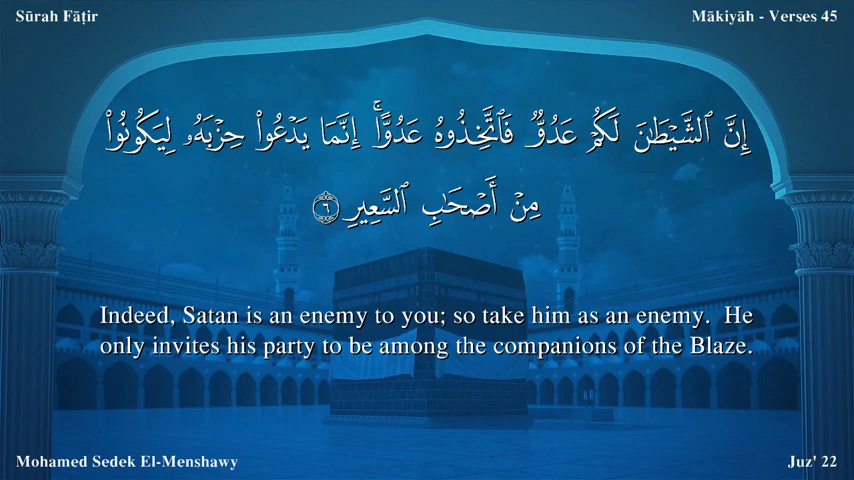 Sūrah Fāṭir
Mākiyāh - Verses 45
إِنَّ ٱلشَّيْطَٰنَ لَكُمْ عَدُوٌّ فَٱتَّخِذُوهُ عَدُوًّا ۚ إِنَّمَا يَدْعُوا۟ حِزْبَهُۥ لِيَكُونُوا۟
مِنْ أَصْحَٰبِ ٱلسَّعِيرِ ٦
Indeed, Satan is an enemy to you; so take him as an enemy. He
only invites his party to be among the companions of the Blaze.
Mohamed Sedek El-Menshawy
Juz' 22